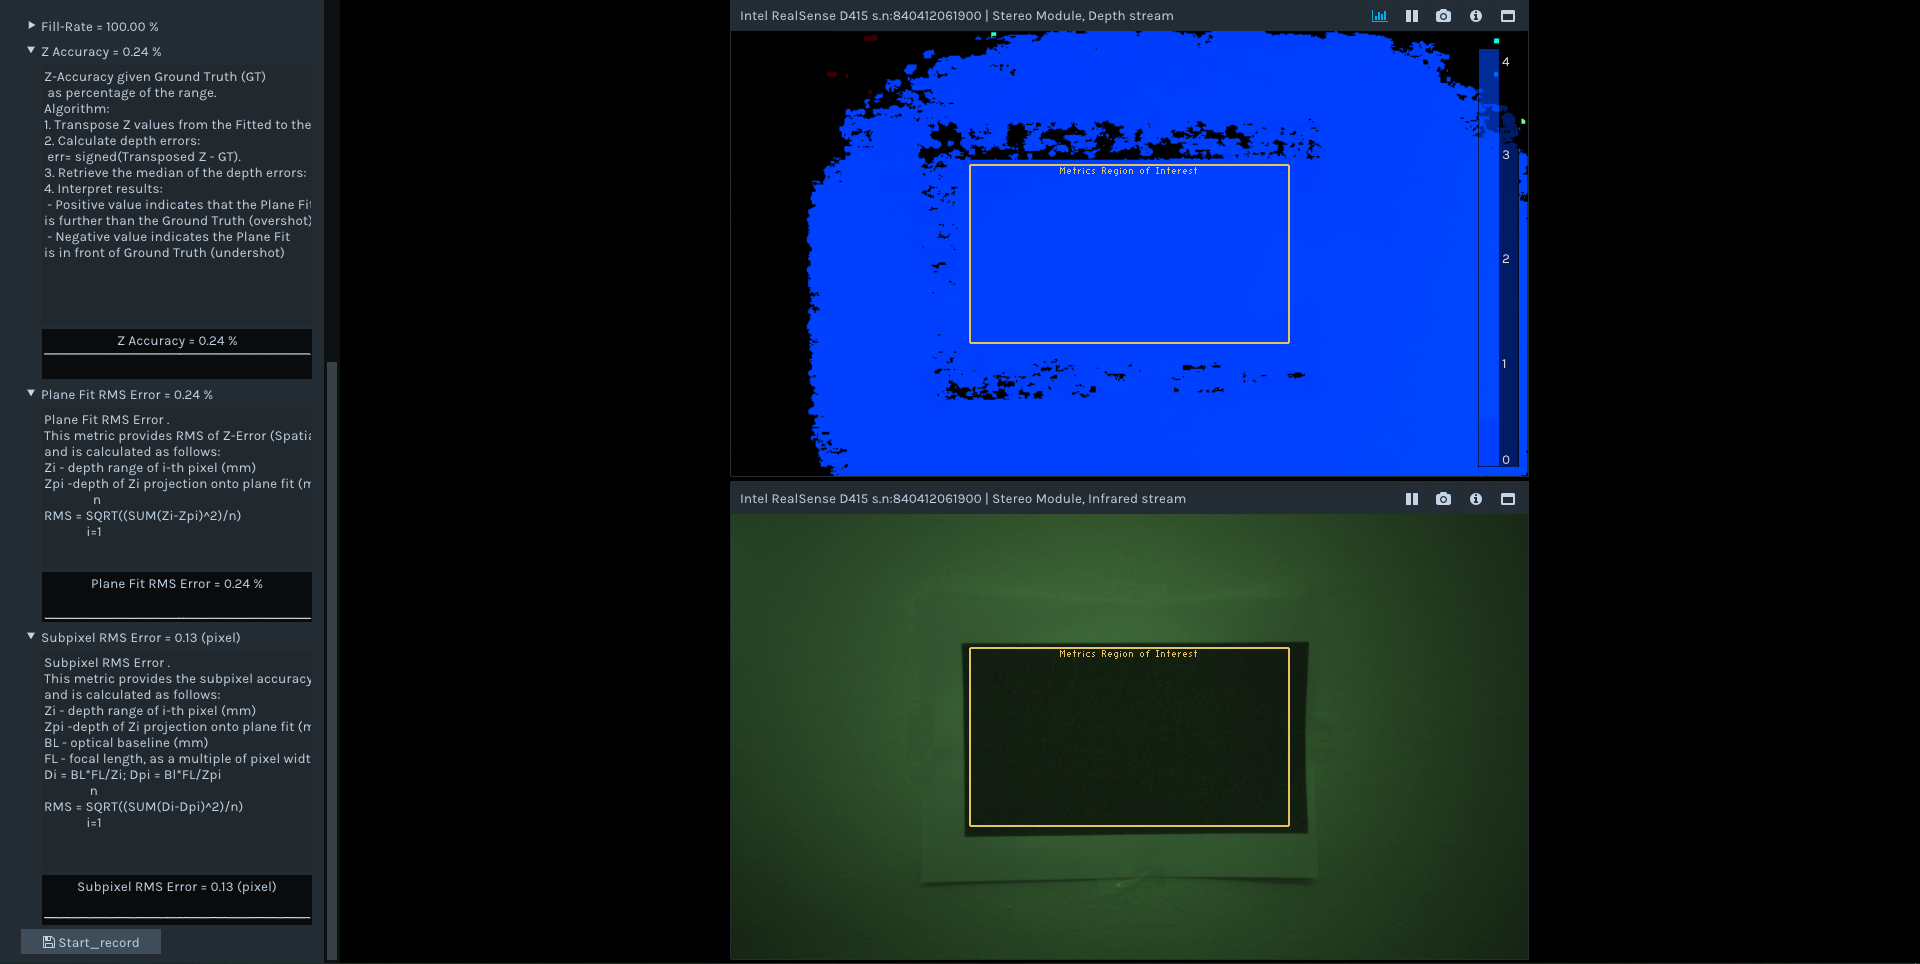 Fill-Rate = 100.00 %
Z Accuracy = 0.24 %
Z-Accuracy given Ground Truth (GT)
as percentage of the range.
Algorithm:
1. Transpose Z values from the Fitted to the
2. Calculate depth errors:
err= signed(Transposed Z - GT).
3. Retrieve the median of the depth errors:
4. Interpret results:
- Positive value indicates that the Plane Fit
is further than the Ground Truth (overshot)
- Negative value indicates the Plane Fit
is in front of Ground Truth (undershot)
Z Accuracy = 0.24 %
Plane Fit RMS Error = 0.24 %
Plane Fit RMS Error .
This metric provides RMS of Z-Error (Spatia
and is calculated as follows:
Zi - depth range of i-th pixel (mm)
Zpi -depth of Zi projection onto plane fit (m
n
RMS = SQRT((SUM(Zi-Zpi)^2)/n)
i=1
Plane Fit RMS Error = 0.24 %
Subpixel RMS Error = 0.13 (pixel)
Subpixel RMS Error .
This metric provides the subpixel accuracy
and is calculated as follows:
Zi - depth range of i-th pixel (mm)
Zpi -depth of Zi projection onto plane fit (m
BL - optical baseline (mm)
FL - focal length, as a multiple of pixel widt
Di = BL*FL/Zi; Dpi = Bl*FL/Zpi
n
RMS = SQRT((SUM(Di-Dpi)^2)/n)
i=1
Subpixel RMS Error = 0.13 (pixel)
Start_record
Intel RealSense D415 s.n:840412061900 | Stereo Module, Depth stream
Metrics Region of Interest
4
3
2
1
0
Intel RealSense D415 s.n:840412061900 | Stereo Module, Infrared stream
Metrics Region of Interest